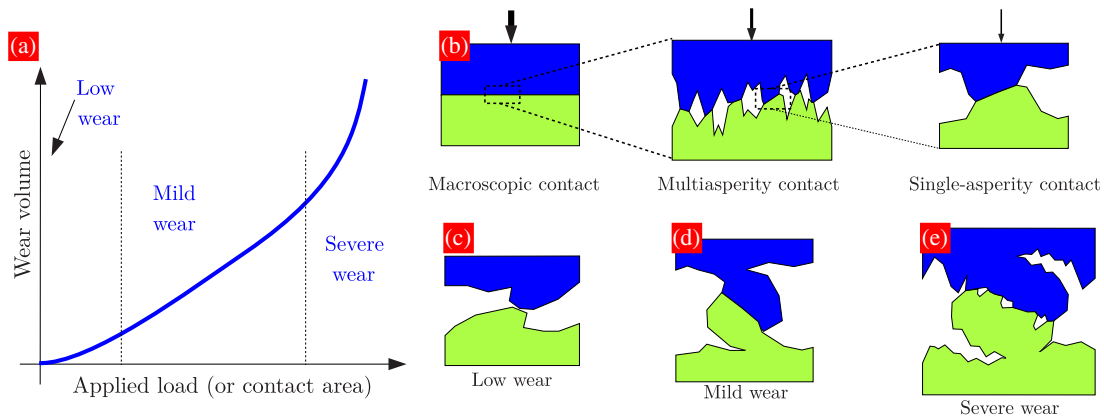 (a)
Low
wear
Mild
wear
Severe
wear
Wear volume
Applied load (or contact area)
(b)
Macroscopic contact
Multiasperity contact
Single-asperity contact
(c)
Low wear
(d)
Mild wear
(e)
Severe wear